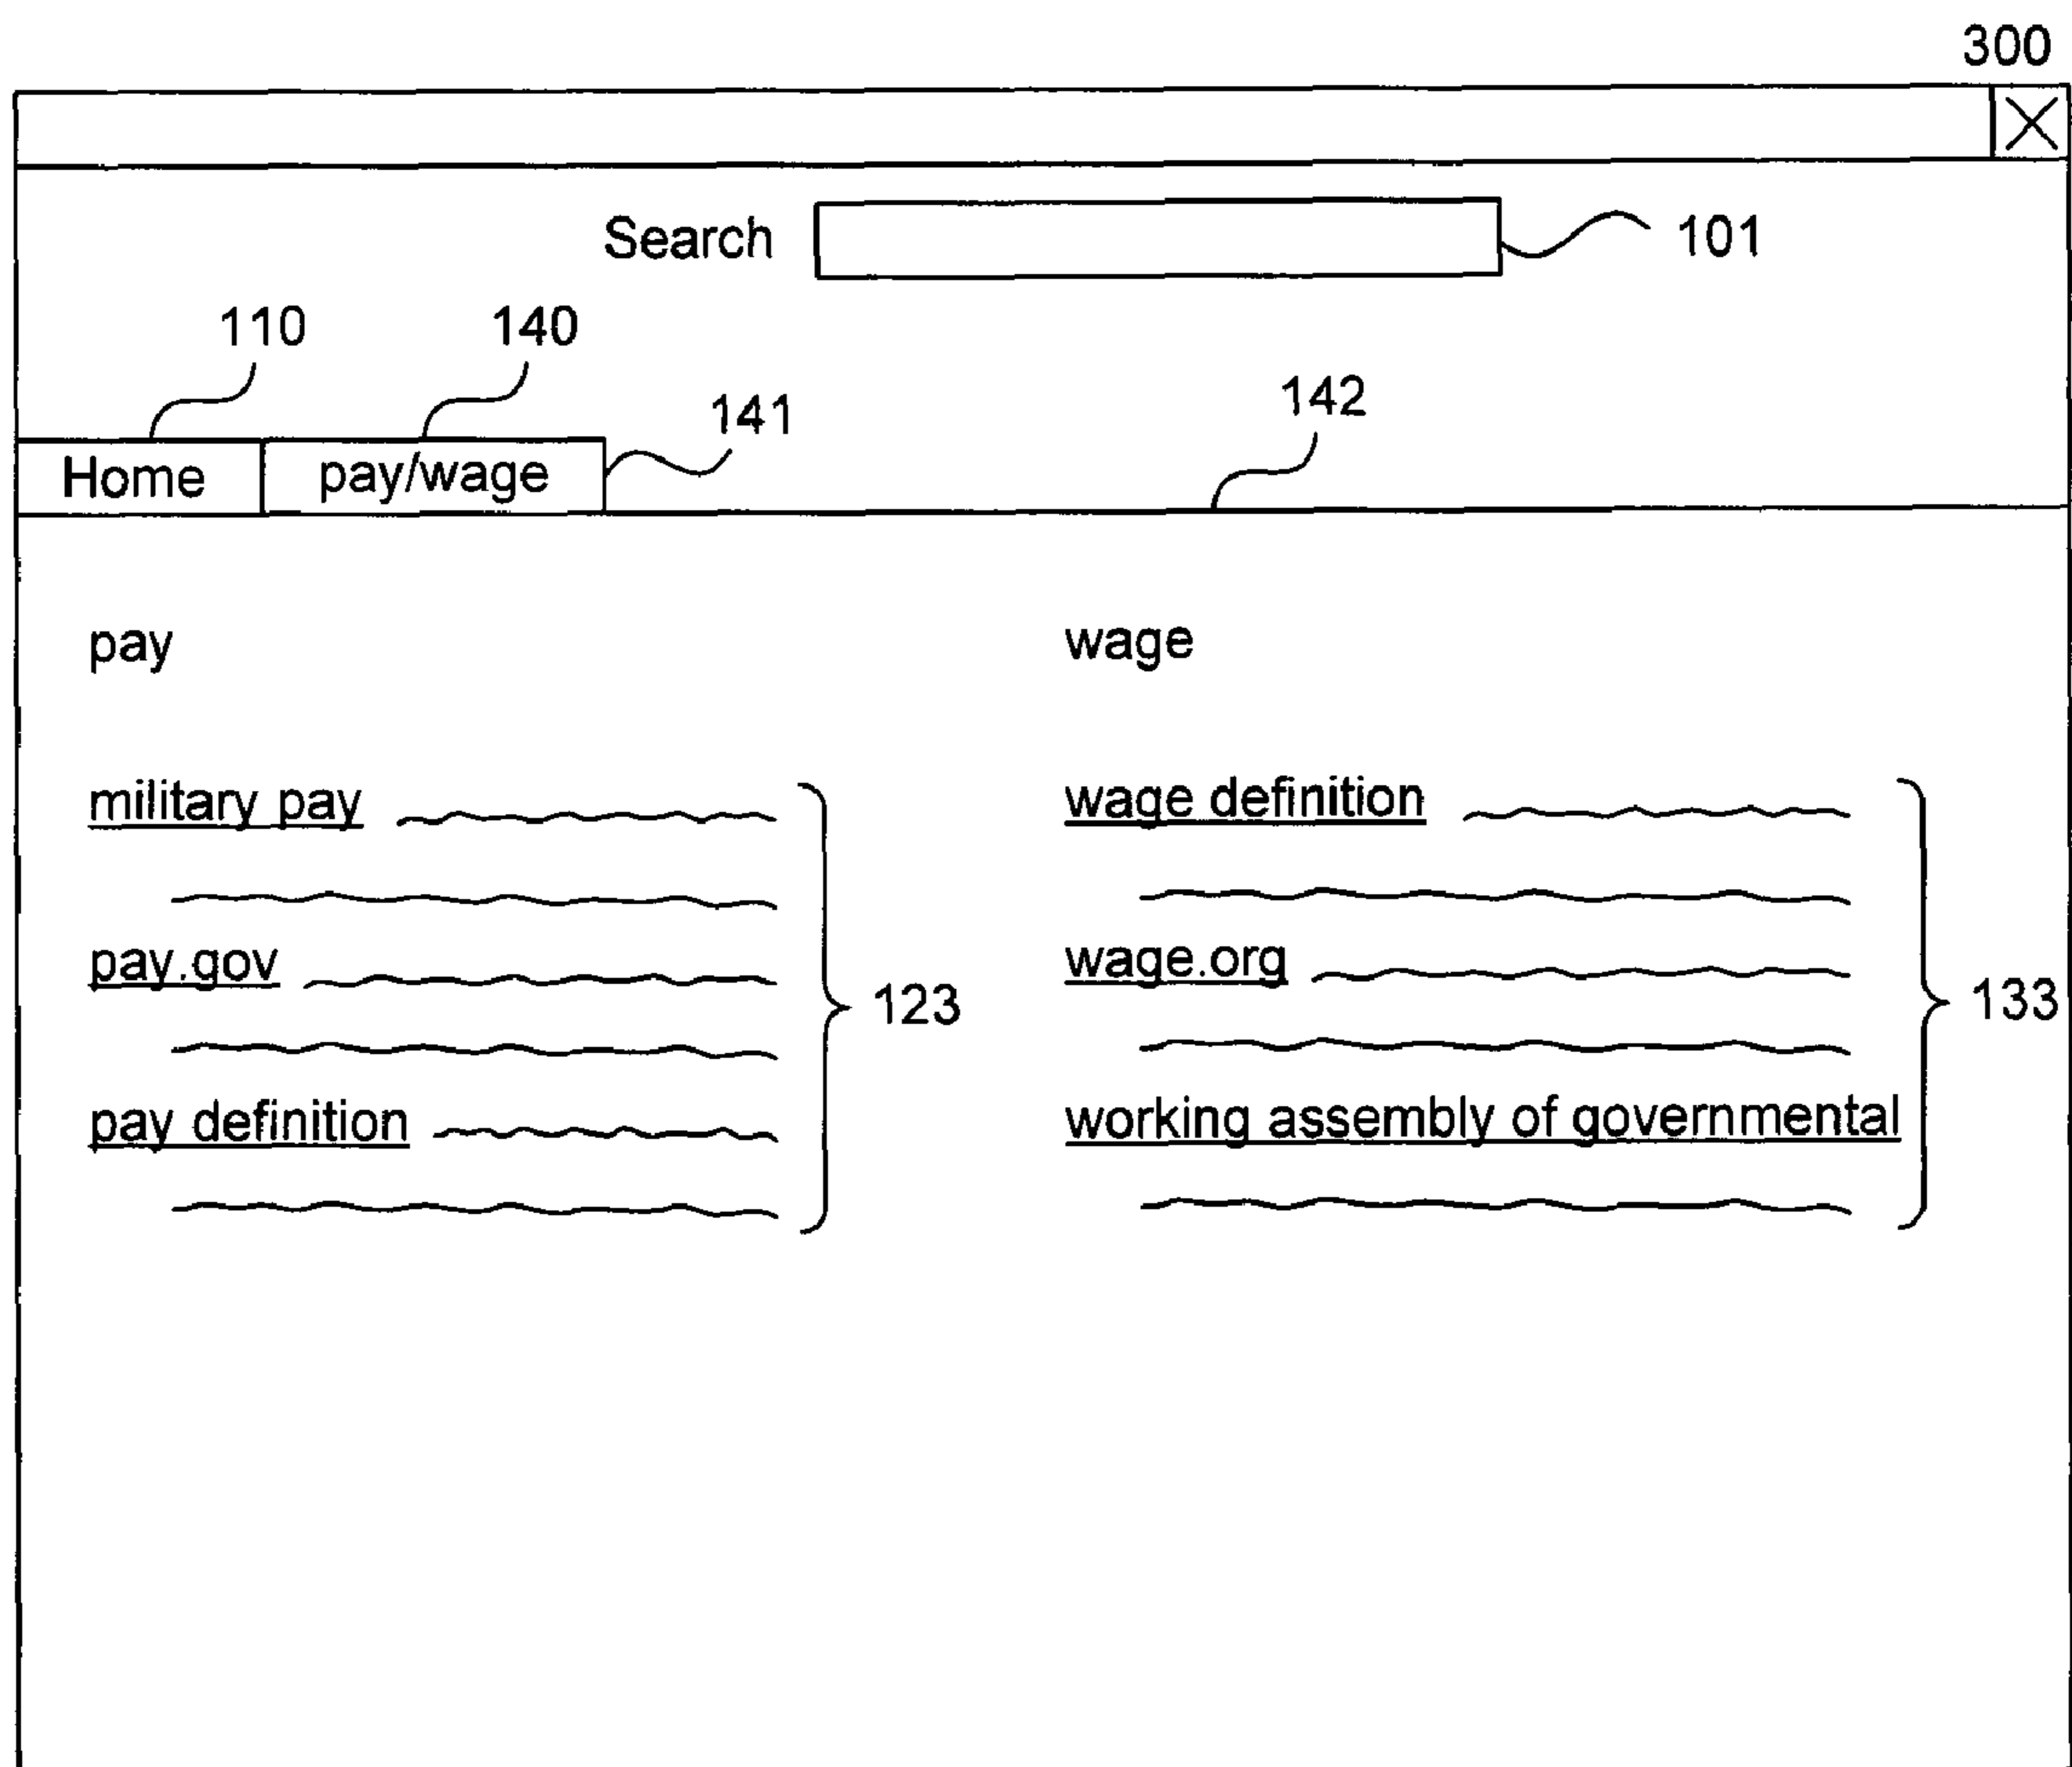 300
Search 101
110 140
141 142
Home pay/wage
pay wage
military pay wage definition
pay.gov wage.org
123 133
pay definition working assembly of governmental